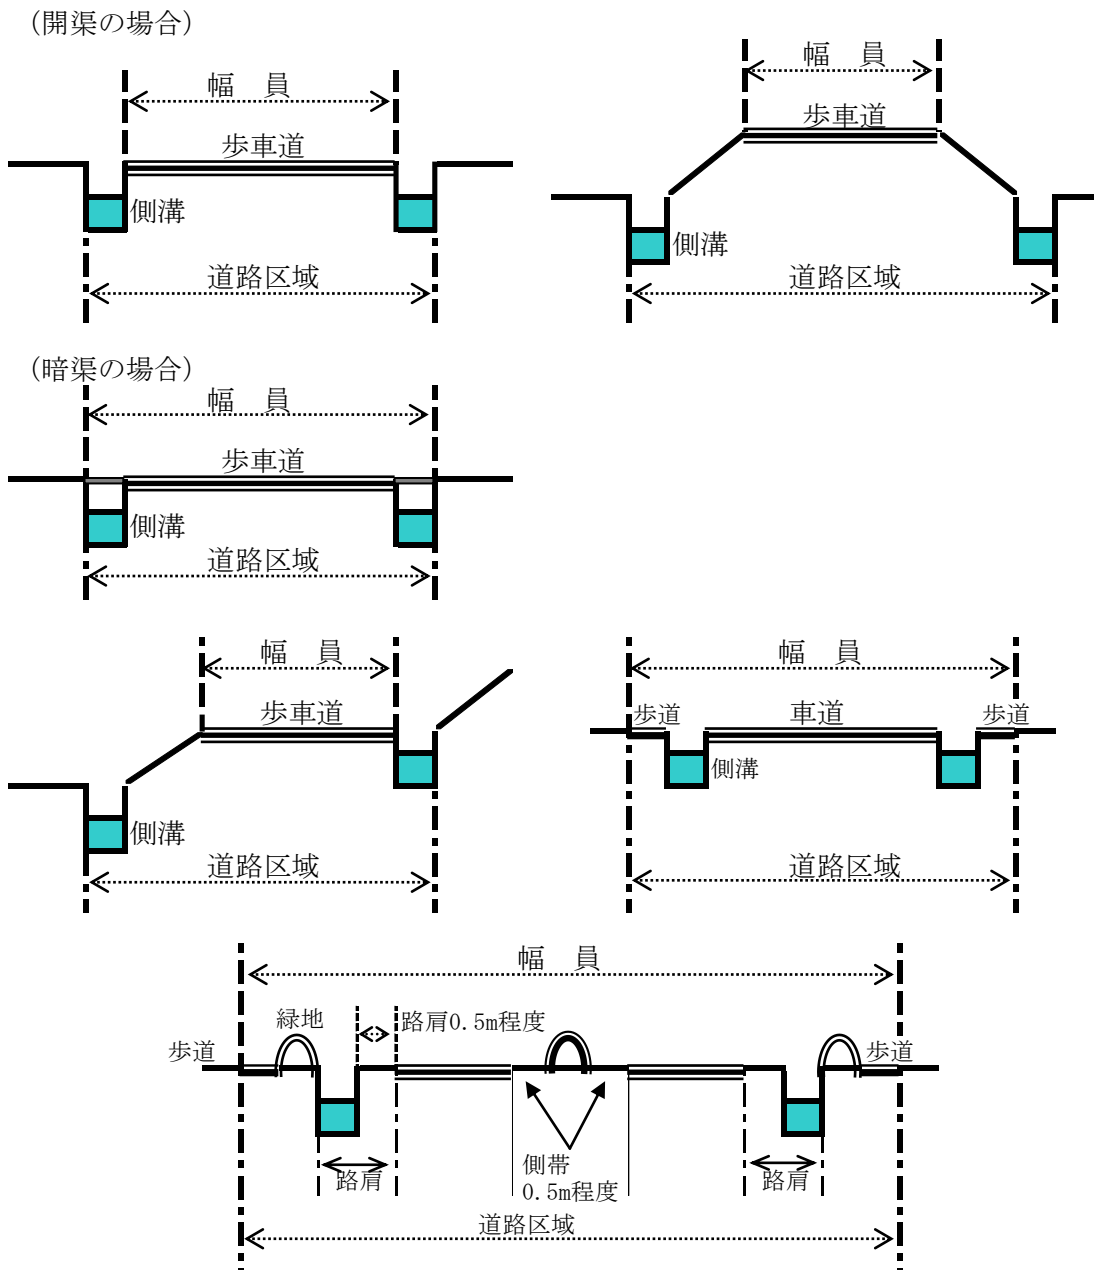 (開渠の場合)
幅　員
歩車道
側溝
道路区域
幅　員
歩車道
側溝
道路区域
(暗渠の場合)
幅　員
歩車道
側溝
道路区域
幅　員
歩車道
側溝
道路区域
幅　員
歩道
車道
歩道
側溝
道路区域
幅　員
緑地
路肩0.5m程度
歩道
歩道
路肩
側帯
0.5m程度
路肩
道路区域